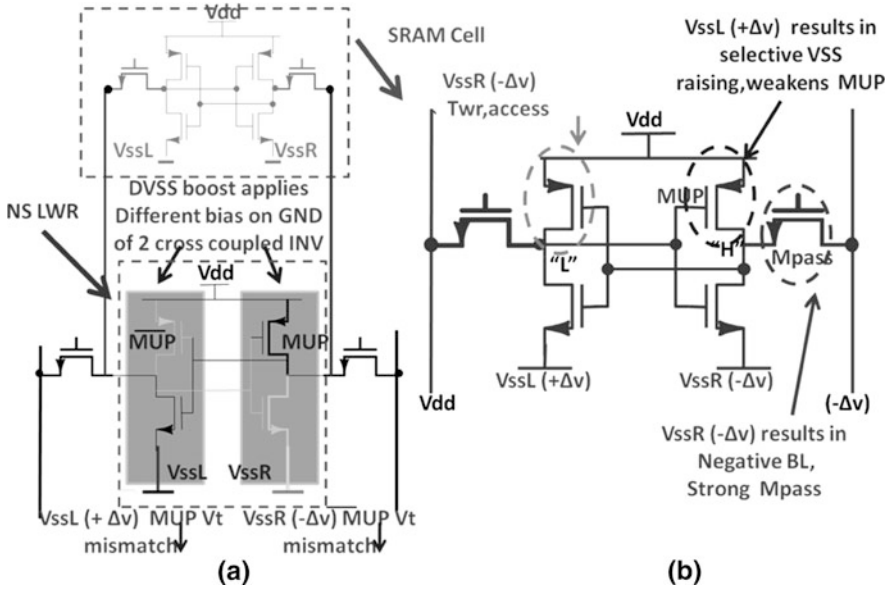 Vdd
VssL
VssR
DVSS boost applies
Different bias on GND
of 2 cross coupled INV
NS LWR
Vdd
MUP
MUP
VssL
VssR
VssL (+ Δv) MUP Vt
mismatch
VssR (-Δv) MUP Vt
mismatch
(a)
SRAM Cell
VssR (-Δv)
Twr,access
VssL (+Δv) results in
selective VSS
raising,weakens MUP
Vdd
MUP
"L"
"H"
Mpass
VssL (+Δv)
VssR (-Δv)
Vdd
(-Δv)
VssR (-Δv) results in
Negative BL,
Strong Mpass
(b)